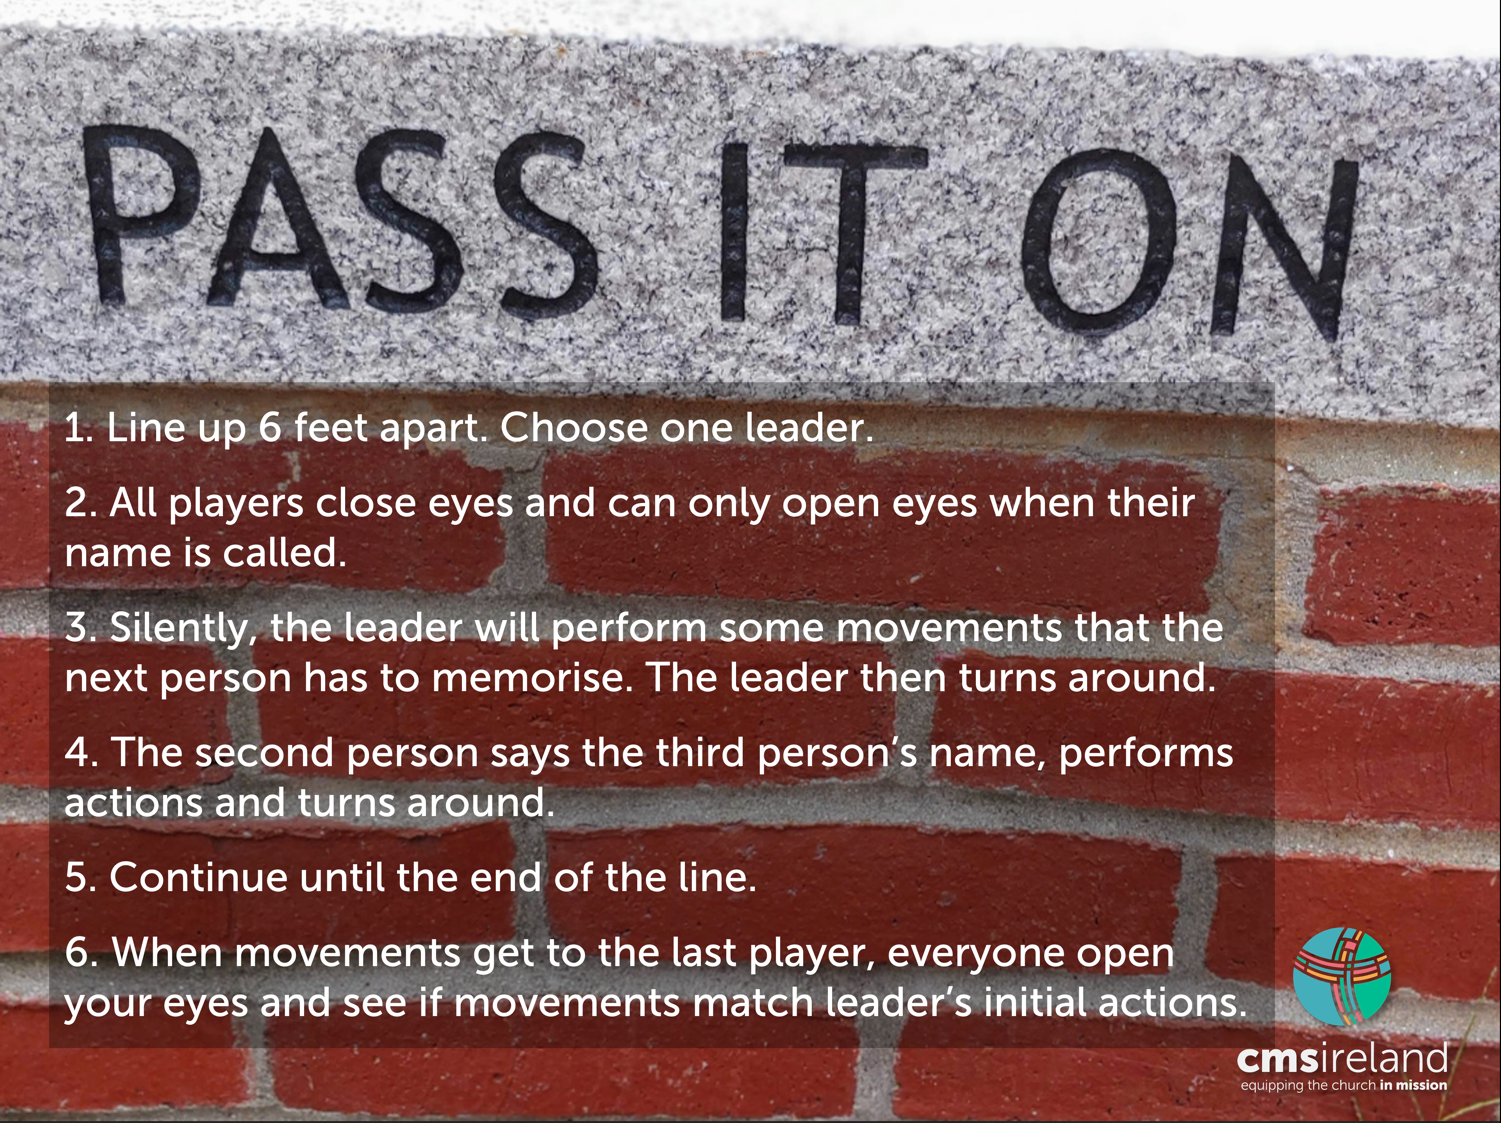 PASS IT ON
1. Line up 6 feet apart. Choose one leader.
2. All players close eyes and can only open eyes when their
name is called.
3. Silently, the leader will perform some movements that the
next person has to memorise. The leader then turns around.
4. The second person says the third person’s name, performs
actions and turns around.
5. Continue until the end of the line.
6. When movements get to the last player, everyone open
your eyes and see if movements match leader’s initial actions.
cmsireland
equipping the church in mission